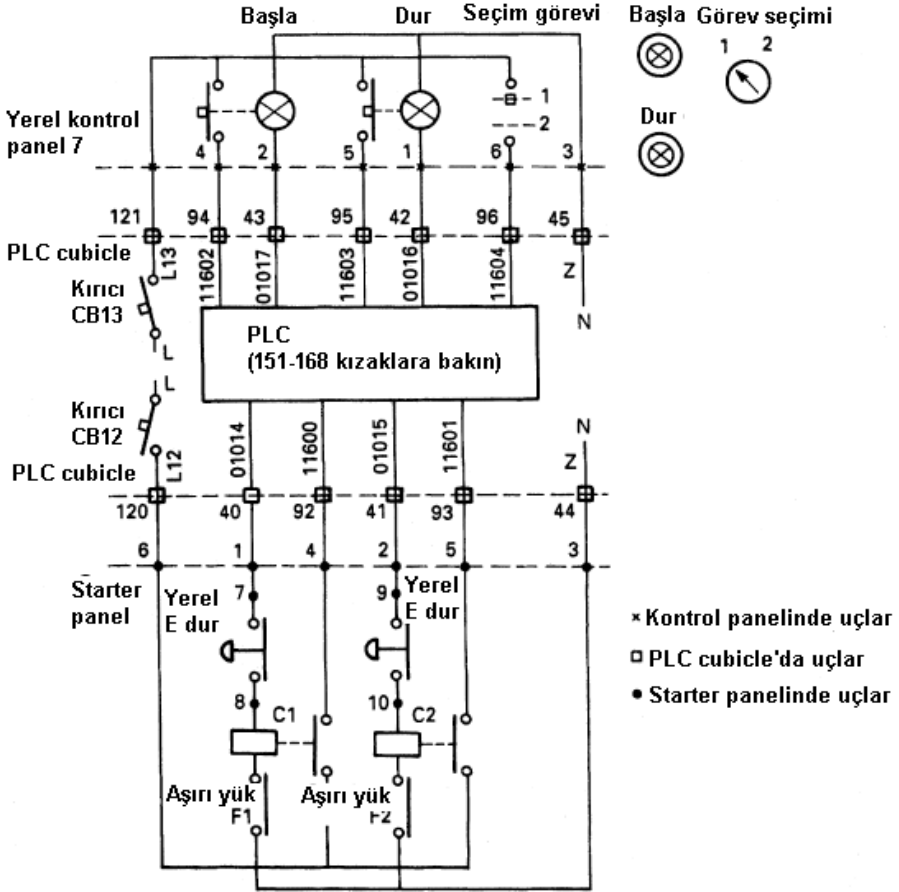 Başla Dur Seçim görevi Başla Görev seçimi
1 2
1
2
Dur
Yerel kontrol
panel 7
4 2 5 1 6 3
121 94 43 95 42 96 45
PLC cubicle
L13 11602 01017 11603 01016 11604 Z
N
Kırıcı
CB13
L
PLC
(151-168 kızaklara bakın)
L
Kırıcı
CB12
PLC cubicle
L12 01014 11600 01015 11601 Z
N
120 40 92 41 93 44
6 1 4 2 5 3
Starter
panel
Yerel
E dur
7
9
Yerel
E dur
8 C1 10 C2
Aşırı yük
F1
Aşırı yük
F2
× Kontrol panelinde uçlar
□ PLC cubicle'da uçlar
● Starter panelinde uçlar